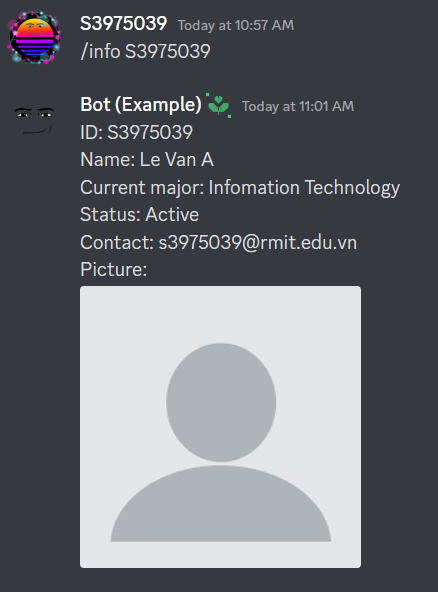 S3975039 Today at 10:57 AM
/info S3975039
Bot (Example) Today at 11:01 AM
ID: S3975039
Name: Le Van A
Current major: Infomation Technology
Status: Active
Contact: s3975039@rmit.edu.vn
Picture: